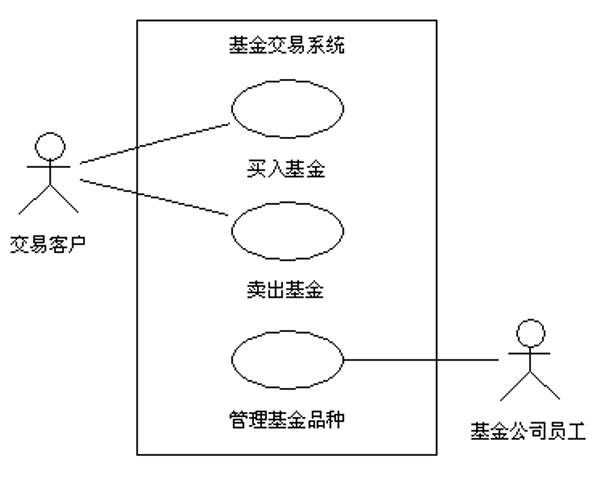 基金交易系统
买入基金
交易客户
卖出基金
管理基金品种
基金公司员工